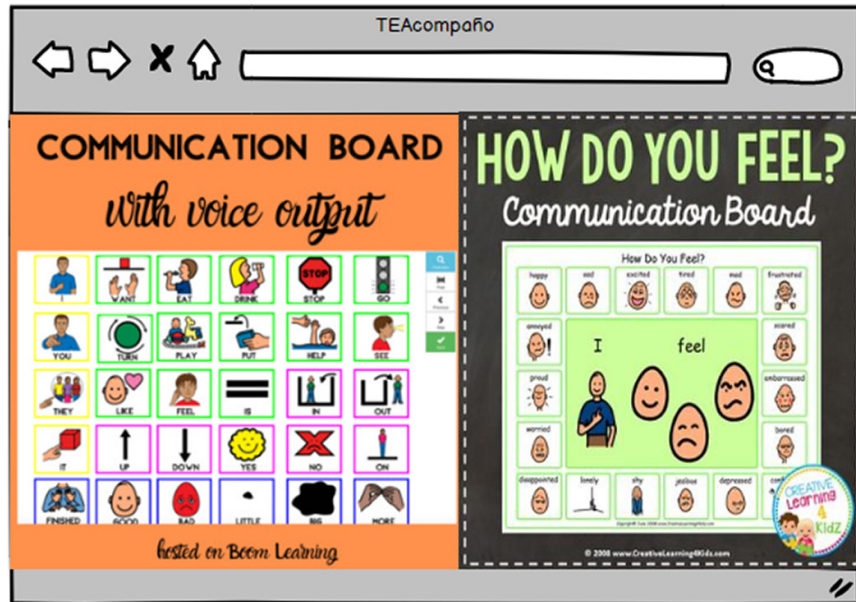 TEAcompaño
COMMUNICATION BOARD
with voice output
I WANT EAT DRINK STOP GO
YOU TURN PLAY PUT HELP SEE
THEY LIKE FEEL IS IN OUT
IT UP DOWN YES NO ON
FINISHED GOOD BAD LITTLE BIG MORE
hosted on Boom Learning
HOW DO YOU FEEL?
Communication Board
How Do You Feel?
happy sad excited tired mad frustrated
annoyed scared
I feel
proud embarrassed
worried bored
disappointed lonely shy jealous depressed
CREATIVE
Learning
4
KidZ
© 2008 www.CreativeLearning4Kidz.com